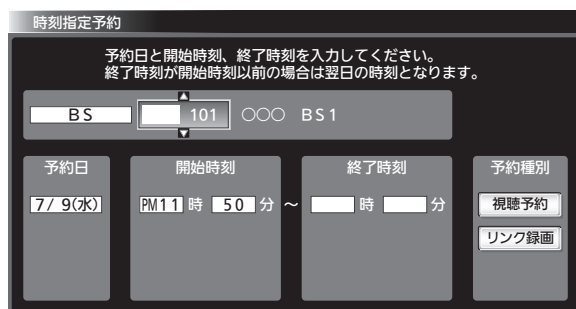 時刻指定予約
予約日と開始時刻、終了時刻を入力してください。
終了時刻が開始時刻以前の場合は翌日の時刻となります。
BS 101 ○○○ BS1
予約日 開始時刻 終了時刻 予約種別
7/ 9(水) PM11 時 50 分 ~ 時 分 視聴予約
リンク録画